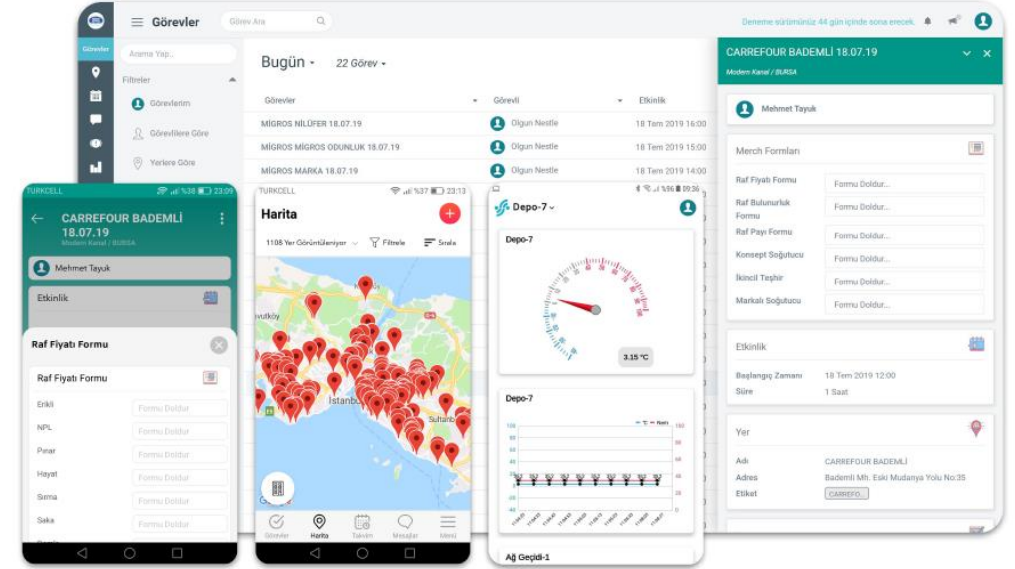 Görevler
Görev Ara
Deneme sürümünüz 44 gün içinde sona erecek.
Görevler
Arama Yap..
Filtreler
Görevlerim
Görevlilere Göre
Yerlere Göre
Bugün
22 Görev
Görevler Görevli Etkinlik
MİGROS NİLÜFER 18.07.19 Olgun Nestle 18 Tem 2019 16:00
MİGROS MİGROS ODUNLUK 18.07.19 Olgun Nestle 18 Tem 2019 15:00
MİGROS MARKA 18.07.19 Olgun Nestle 18 Tem 2019 14:00
CARREFOUR BADEMLİ 18.07.19
Modern Kanal / BURSA
Mehmet Tayuk
Merch Formları
Raf Fiyatı Formu Formu Doldur...
Raf Bulunurluk Formu Formu Doldur...
Raf Payı Formu Formu Doldur...
Konsept Soğutucu Formu Doldur...
İkincil Teşhir Formu Doldur...
Markalı Soğutucu Formu Doldur...
Etkinlik
Başlangıç Zamanı 18 Tem 2019 12:00
Süre 1 Saat
Yer
Adı CARREFOUR BADEMLİ
Adres Bademli Mh. Eski Mudanya Yolu No:35
Etiket CARREFO...
TURKCELL %38 23:09
CARREFOUR BADEMLİ
18.07.19
Modern Kanal / BURSA
Mehmet Tayuk
Etkinlik
Raf Fiyatı Formu
Raf Fiyatı Formu
Erikli Formu Doldur
NPL Formu Doldur
Pınar Formu Doldur
Hayat Formu Doldur
Sırma Formu Doldur
Saka Formu Doldur
TURKCELL %37 23:13
Harita
1108 Yer Görüntüleniyor Filtrele Sırala
İstanbul
Görevler Harita Takvim Mesajlar Menü
%96 09:36
Depo-7
Depo-7
3.15 °C
Depo-7
Ağ Geçidi-1